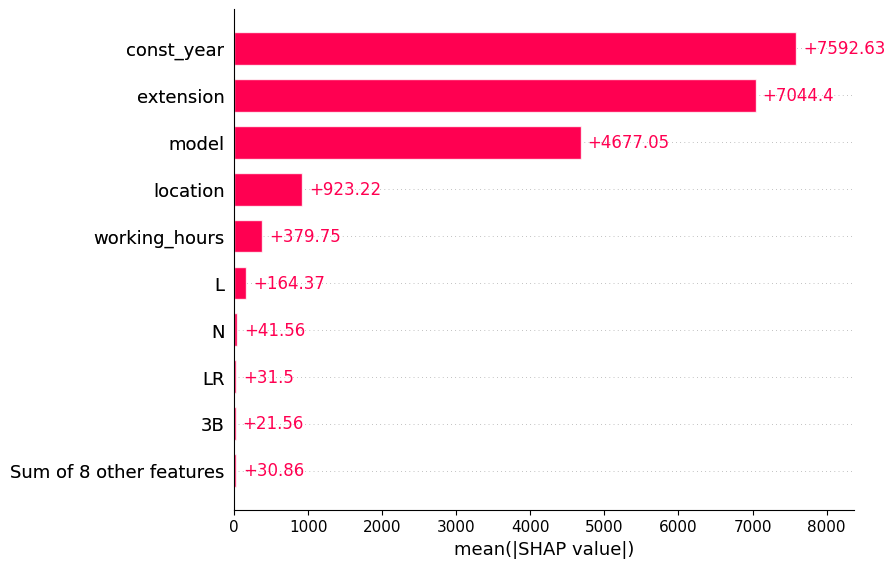 const_year +7592.63
extension +7044.4
model +4677.05
location +923.22
working_hours +379.75
L +164.37
N +41.56
LR +31.5
3B +21.56
Sum of 8 other features +30.86
0 1000 2000 3000 4000 5000 6000 7000 8000
mean(|SHAP value|)